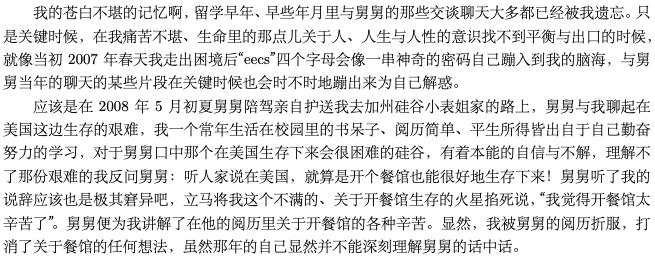 我的苍白不堪的记忆啊，留学早年、早些年月里与舅舅的那些交谈聊天大多都已经被我遗忘。只
是关键时候，在我痛苦不堪、生命里的那点儿关于人、人生与人性的意识找不到平衡与出口的时候，
就像当初 2007 年春天我走出困境后“eecs”四个字母会像一串神奇的密码自己蹦入到我的脑海，与舅
舅当年的聊天的某些片段在关键时候也会时不时地蹦出来为自己解惑。
应该是在 2008 年 5 月初夏舅舅陪驾亲自护送我去加州硅谷小表姐家的路上，舅舅与我聊起在
美国这边生存的艰难，我一个常年生活在校园里的书呆子、阅历简单、平生所得皆出自于自己勤奋
努力的学习，对于舅舅口中那个在美国生存下来会很困难的硅谷，有着本能的自信与不解，理解不
了那份艰难的我反问舅舅：听人家说在美国，就算是开个餐馆也能很好地生存下来！舅舅听了我的
说辞应该也是极其窘异吧，立马将我这个不满的、关于开餐馆生存的火星掐死说，“我觉得开餐馆太
辛苦了”。舅舅便为我讲解了在他的阅历里关于开餐馆的各种辛苦。显然，我被舅舅的阅历折服，打
消了关于餐馆的任何想法，虽然那年的自己显然并不能深刻理解舅舅的话中话。